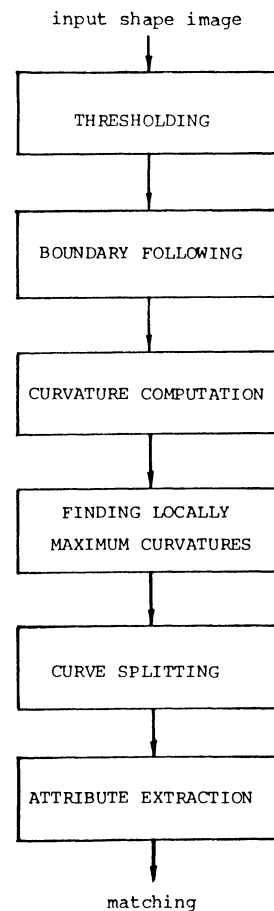 input shape image
THRESHOLDING
BOUNDARY FOLLOWING
CURVATURE COMPUTATION
FINDING LOCALLY
MAXIMUM CURVATURES
CURVE SPLITTING
ATTRIBUTE EXTRACTION
matching